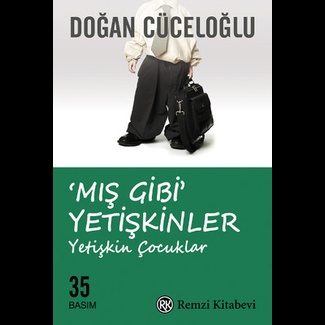 DOĞAN CÜCELOĞLU
'MIŞ GİBİ'
YETİŞKİNLER
Yetişkin Çocuklar
35
BASIM
RK Remzi Kitabevi